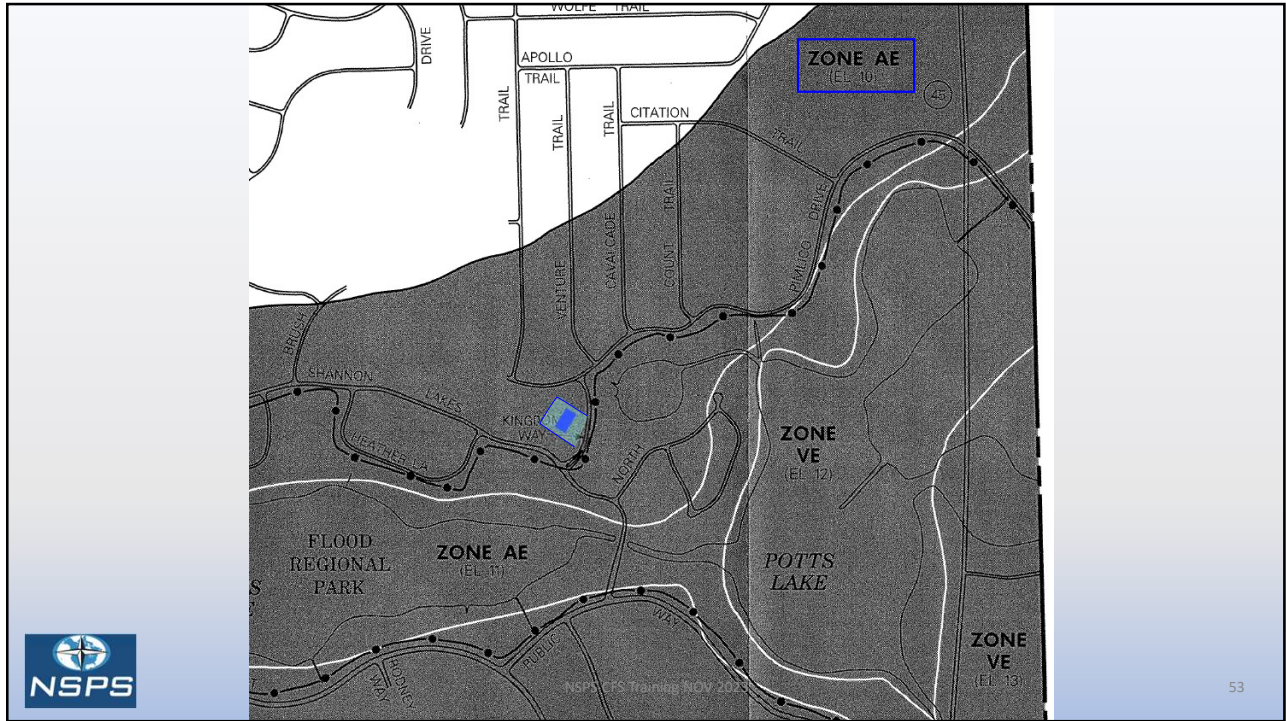 WOLFE TRAIL
DRIVE
APOLLO
TRAIL
ZONE AE
(EL 10)
45
TRAIL
TRAIL
TRAIL
CITATION
TRAIL
TRAIL
DRIVE
PIMLICO
VENTURE
CAVALCADE
COUNT
BRUSH
SHANNON
LAKES
KINGDOM
WAY
HEATHER LA
NORTH
ZONE
VE
(EL 12)
FLOOD
REGIONAL
PARK
ZONE AE
(EL 11)
POTTS
LAKE
S
WAY
PUBLIC
RODNEY
WAY
ZONE
VE
(EL 13)
NSPS
NSPS CFS Training NOV 2023
53